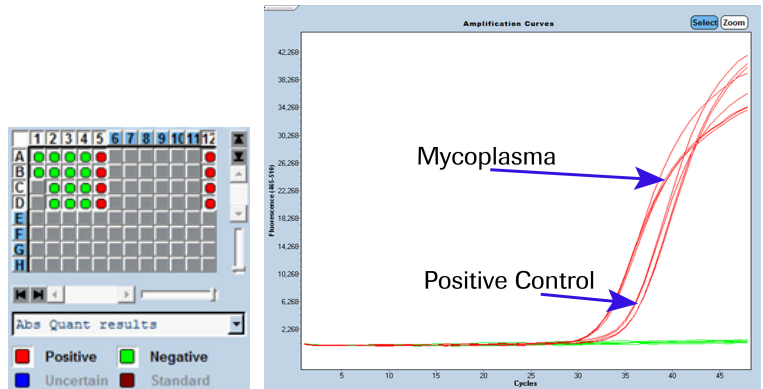 Amplification Curves
Select Zoom
42,268
38,268
34,268
30,268
26,268
22,268
18,268
14,268
10,268
6,268
2,268
Fluorescence (465-510)
Mycoplasma
Positive Control
5 10 15 20 25 30 35 40 45
Cycles
1 2 3 4 5 6 7 8 9 10 11 12
A
B
C
D
E
F
G
H
Abs Quant results
Positive Negative
Uncertain Standard